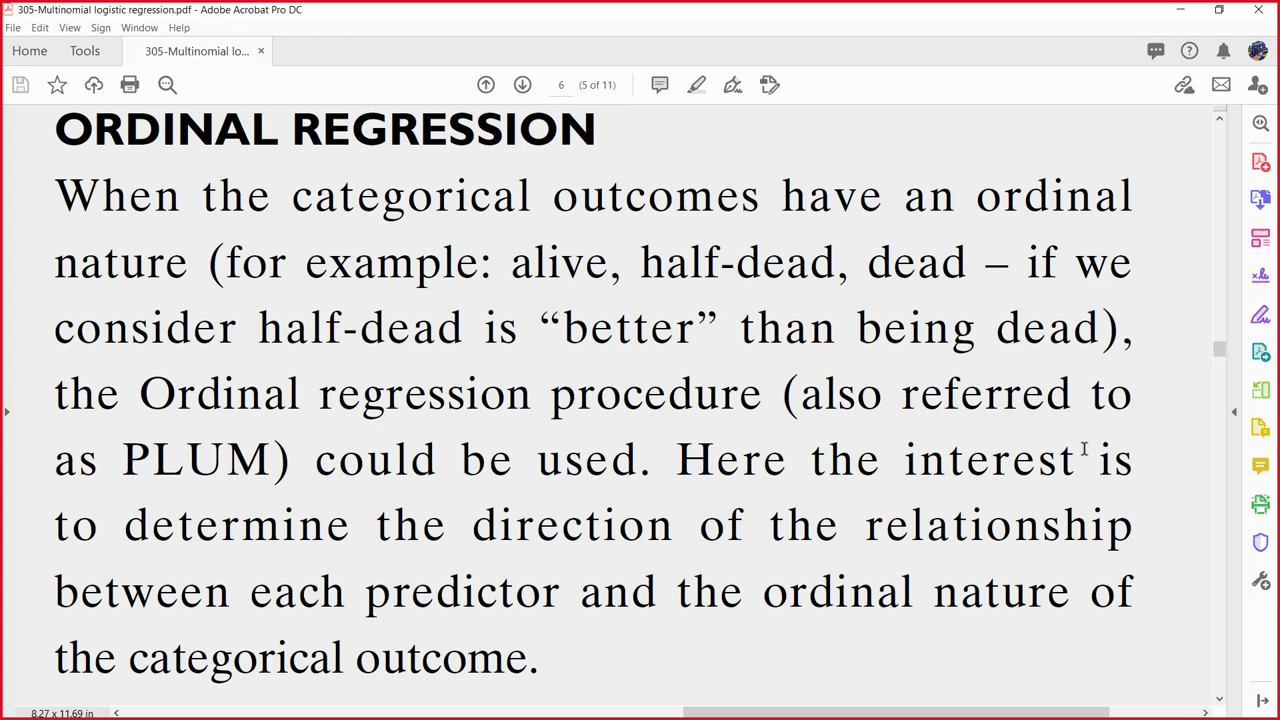 305-Multinomial logistic regression.pdf - Adobe Acrobat Pro DC
File Edit View Sign Window Help
Home Tools 305-Multinomial lo... ×
6 (5 of 11)
ORDINAL REGRESSION
When the categorical outcomes have an ordinal
nature (for example: alive, half-dead, dead – if we
consider half-dead is “better” than being dead),
the Ordinal regression procedure (also referred to
as PLUM) could be used. Here the interest is
to determine the direction of the relationship
between each predictor and the ordinal nature of
the categorical outcome.
8.27 x 11.69 in